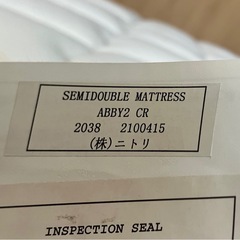 SEMIDOUBLE MATTRESS
ABBY2 CR
2038 2100415
(株)ニトリ
INSPECTION SEAL